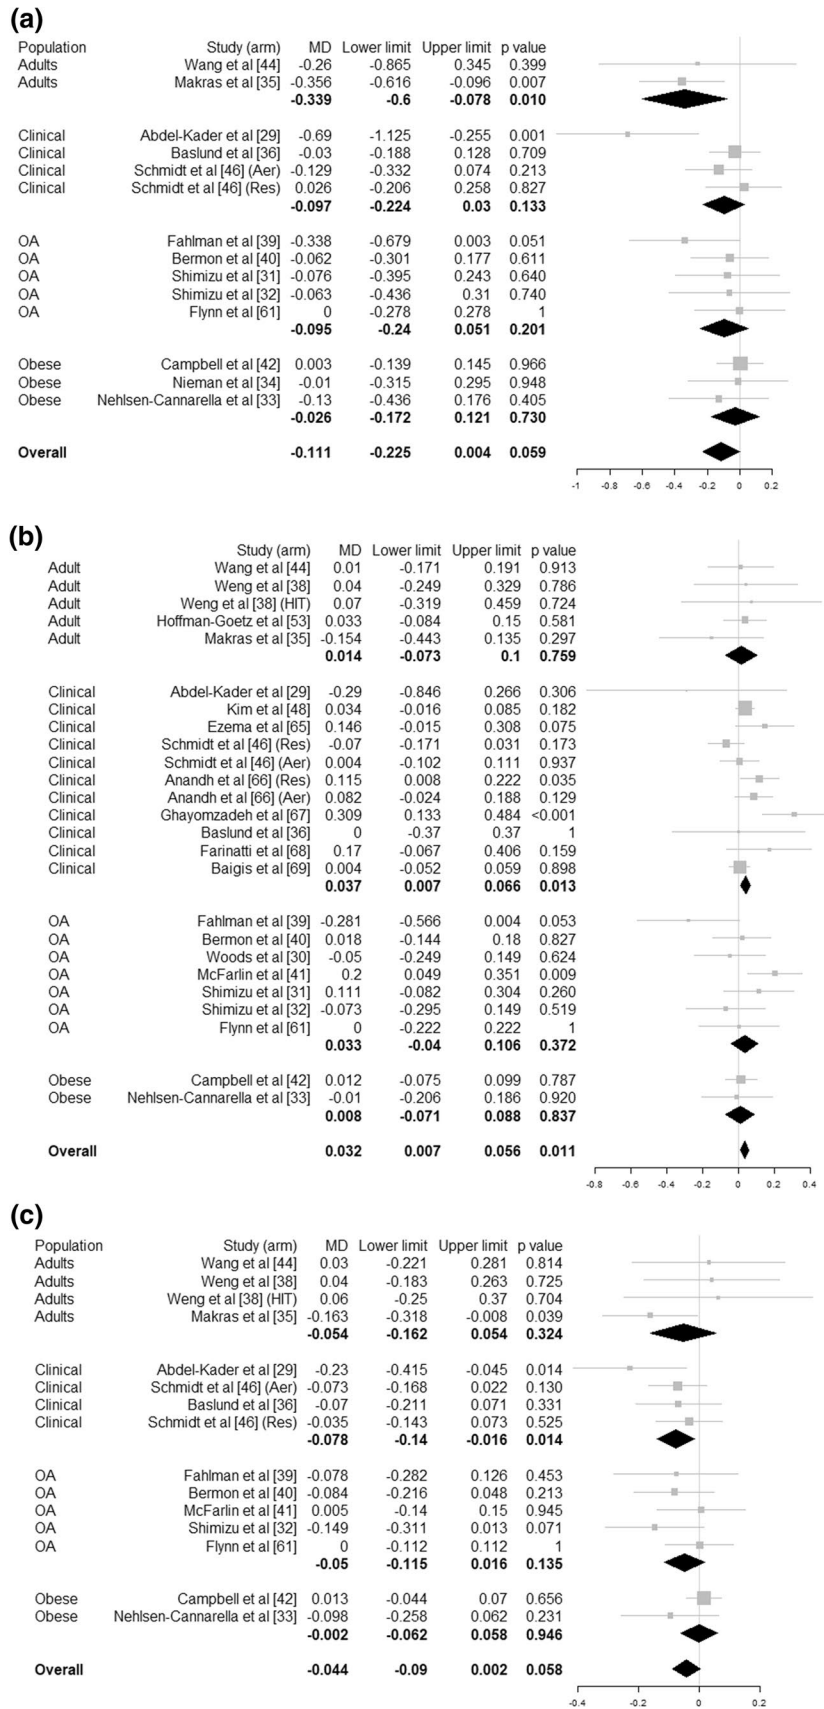 (a)
Population Study (arm) MD Lower limit Upper limit p value
Adults Wang et al [44] -0.26 -0.865 0.345 0.399
Adults Makras et al [35] -0.356 -0.616 -0.096 0.007
-0.339 -0.6 -0.078 0.010
Clinical Abdel-Kader et al [29] -0.69 -1.125 -0.255 0.001
Clinical Baslund et al [36] -0.03 -0.188 0.128 0.709
Clinical Schmidt et al [46] (Aer) -0.129 -0.332 0.074 0.213
Clinical Schmidt et al [46] (Res) 0.026 -0.206 0.258 0.827
-0.097 -0.224 0.03 0.133
OA Fahlman et al [39] -0.338 -0.679 0.003 0.051
OA Bermon et al [40] -0.062 -0.301 0.177 0.611
OA Shimizu et al [31] -0.076 -0.395 0.243 0.640
OA Shimizu et al [32] -0.063 -0.436 0.31 0.740
OA Flynn et al [61] 0 -0.278 0.278 1
-0.095 -0.24 0.051 0.201
Obese Campbell et al [42] 0.003 -0.139 0.145 0.966
Obese Nieman et al [34] -0.01 -0.315 0.295 0.948
Obese Nehlsen-Cannarella et al [33] -0.13 -0.436 0.176 0.405
-0.026 -0.172 0.121 0.730
Overall -0.111 -0.225 0.004 0.059
-1 -0.8 -0.6 -0.4 -0.2 0 0.2
(b)
Study (arm) MD Lower limit Upper limit p value
Adult Wang et al [44] 0.01 -0.171 0.191 0.913
Adult Weng et al [38] 0.04 -0.249 0.329 0.786
Adult Weng et al [38] (HIT) 0.07 -0.319 0.459 0.724
Adult Hoffman-Goetz et al [53] 0.033 -0.084 0.15 0.581
Adult Makras et al [35] -0.154 -0.443 0.135 0.297
0.014 -0.073 0.1 0.759
Clinical Abdel-Kader et al [29] -0.29 -0.846 0.266 0.306
Clinical Kim et al [48] 0.034 -0.016 0.085 0.182
Clinical Ezema et al [65] 0.146 -0.015 0.308 0.075
Clinical Schmidt et al [46] (Res) -0.07 -0.171 0.031 0.173
Clinical Schmidt et al [46] (Aer) 0.004 -0.102 0.111 0.937
Clinical Anandh et al [66] (Res) 0.115 0.008 0.222 0.035
Clinical Anandh et al [66] (Aer) 0.082 -0.024 0.188 0.129
Clinical Ghayomzadeh et al [67] 0.309 0.133 0.484 <0.001
Clinical Baslund et al [36] 0 -0.37 0.37 1
Clinical Farinatti et al [68] 0.17 -0.067 0.406 0.159
Clinical Baigis et al [69] 0.004 -0.052 0.059 0.898
0.037 0.007 0.066 0.013
OA Fahlman et al [39] -0.281 -0.566 0.004 0.053
OA Bermon et al [40] 0.018 -0.144 0.18 0.827
OA Woods et al [30] -0.05 -0.249 0.149 0.624
OA McFarlin et al [41] 0.2 0.049 0.351 0.009
OA Shimizu et al [31] 0.111 -0.082 0.304 0.260
OA Shimizu et al [32] -0.073 -0.295 0.149 0.519
OA Flynn et al [61] 0 -0.222 0.222 1
0.033 -0.04 0.106 0.372
Obese Campbell et al [42] 0.012 -0.075 0.099 0.787
Obese Nehlsen-Cannarella et al [33] -0.01 -0.206 0.186 0.920
0.008 -0.071 0.088 0.837
Overall 0.032 0.007 0.056 0.011
-0.8 -0.6 -0.4 -0.2 0 0.2 0.4
(c)
Population Study (arm) MD Lower limit Upper limit p value
Adults Wang et al [44] 0.03 -0.221 0.281 0.814
Adults Weng et al [38] 0.04 -0.183 0.263 0.725
Adults Weng et al [38] (HIT) 0.06 -0.25 0.37 0.704
Adults Makras et al [35] -0.163 -0.318 -0.008 0.039
-0.054 -0.162 0.054 0.324
Clinical Abdel-Kader et al [29] -0.23 -0.415 -0.045 0.014
Clinical Schmidt et al [46] (Aer) -0.073 -0.168 0.022 0.130
Clinical Baslund et al [36] -0.07 -0.211 0.071 0.331
Clinical Schmidt et al [46] (Res) -0.035 -0.143 0.073 0.525
-0.078 -0.14 -0.016 0.014
OA Fahlman et al [39] -0.078 -0.282 0.126 0.453
OA Bermon et al [40] -0.084 -0.216 0.048 0.213
OA McFarlin et al [41] 0.005 -0.14 0.15 0.945
OA Shimizu et al [32] -0.149 -0.311 0.013 0.071
OA Flynn et al [61] 0 -0.112 0.112 1
-0.05 -0.115 0.016 0.135
Obese Campbell et al [42] 0.013 -0.044 0.07 0.656
Obese Nehlsen-Cannarella et al [33] -0.098 -0.258 0.062 0.231
-0.002 -0.062 0.058 0.946
Overall -0.044 -0.09 0.002 0.058
-0.4 -0.2 0 0.2